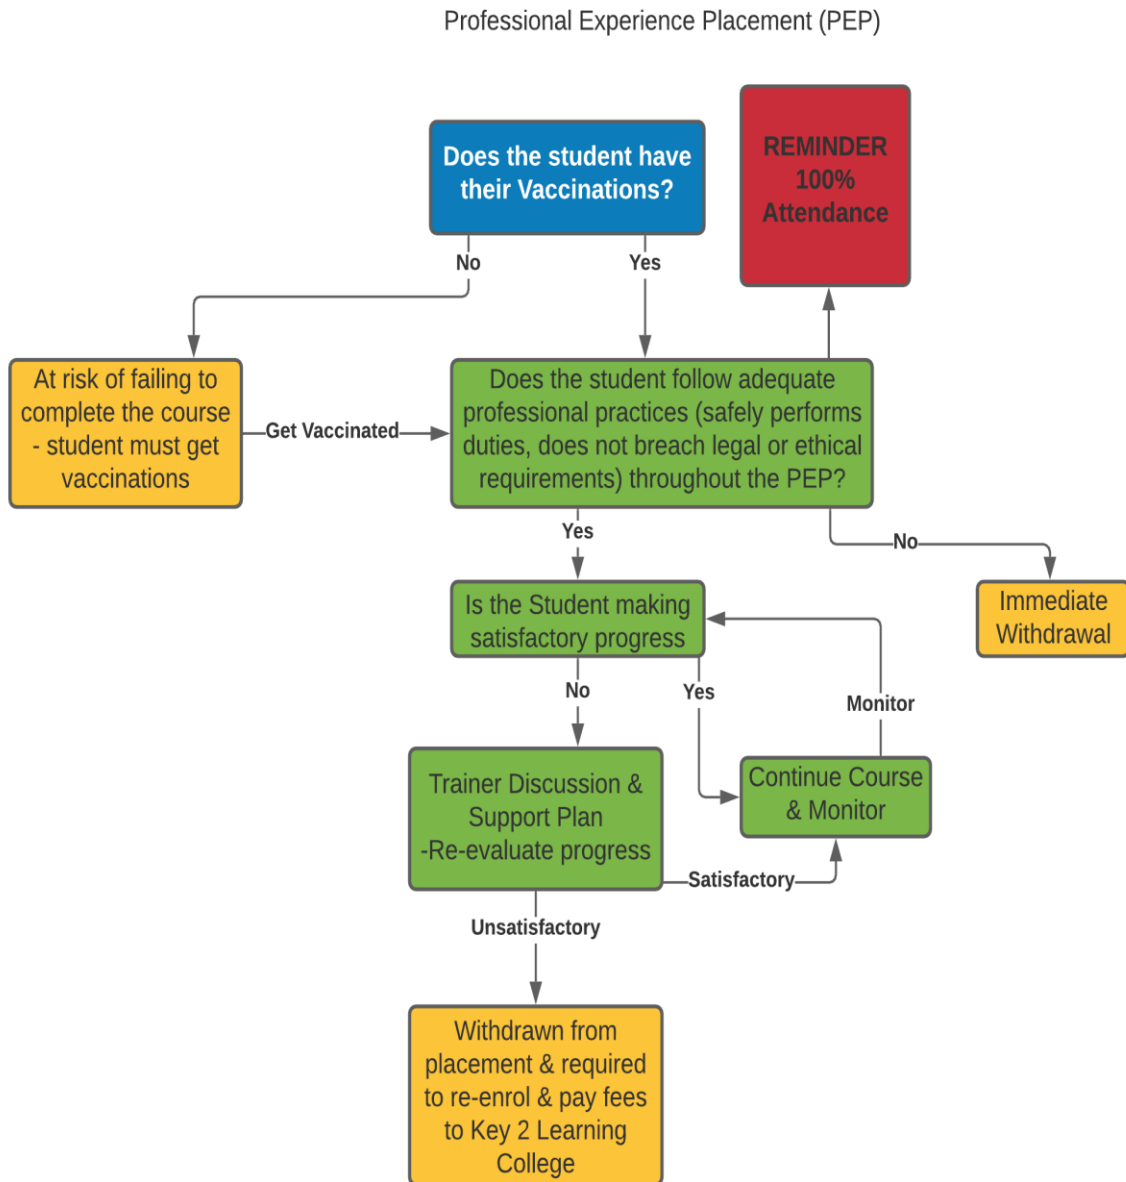 Professional Experience Placement (PEP)
Does the student have
their Vaccinations?
REMINDER
100%
Attendance
No
Yes
At risk of failing to
complete the course
- student must get
vaccinations
Get Vaccinated
Does the student follow adequate
professional practices (safely performs
duties, does not breach legal or ethical
requirements) throughout the PEP?
Yes
No
Immediate
Withdrawal
Is the Student making
satisfactory progress
No
Yes
Monitor
Trainer Discussion &
Support Plan
-Re-evaluate progress
Continue Course
& Monitor
Satisfactory
Unsatisfactory
Withdrawn from
placement & required
to re-enrol & pay fees
to Key 2 Learning
College